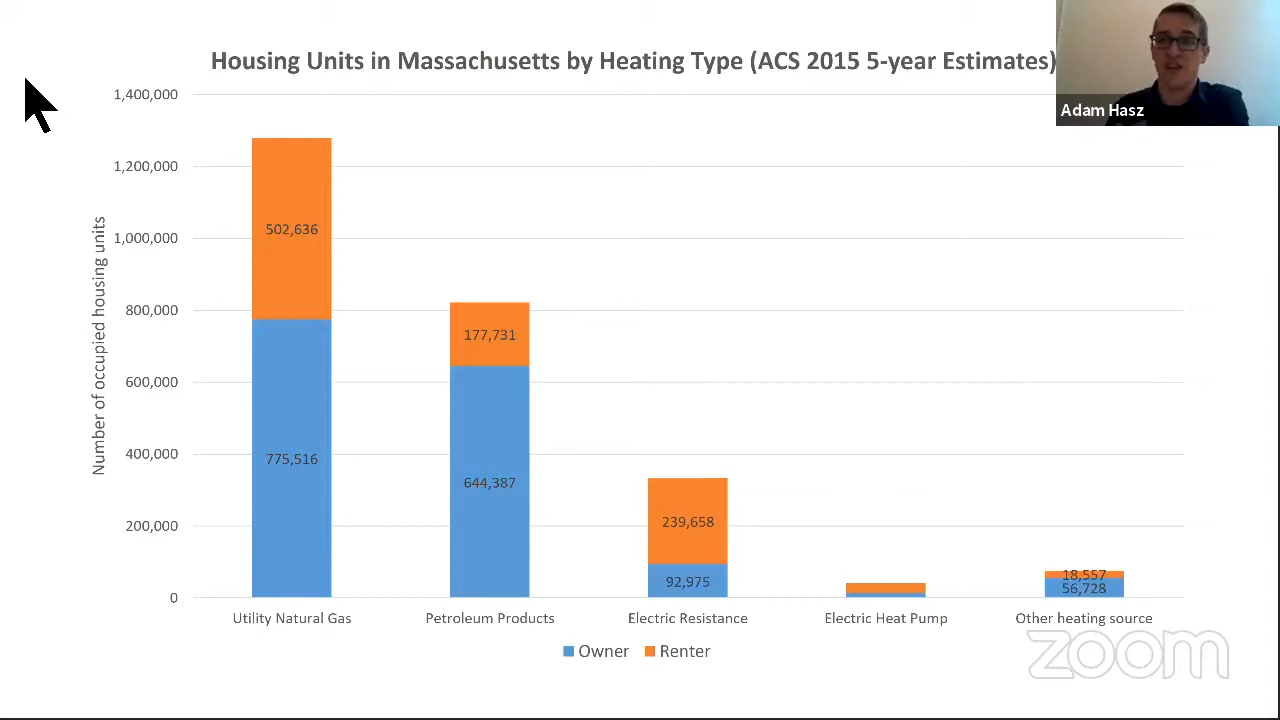 Housing Units in Massachusetts by Heating Type (ACS 2015 5-year Estimates)
Adam Hasz
Number of occupied housing units
1,400,000
1,200,000
1,000,000
800,000
600,000
400,000
200,000
0
502,636
775,516
177,731
644,387
239,658
92,975
18,557
56,728
Utility Natural Gas
Petroleum Products
Electric Resistance
Electric Heat Pump
Other heating source
Owner
Renter
zoom